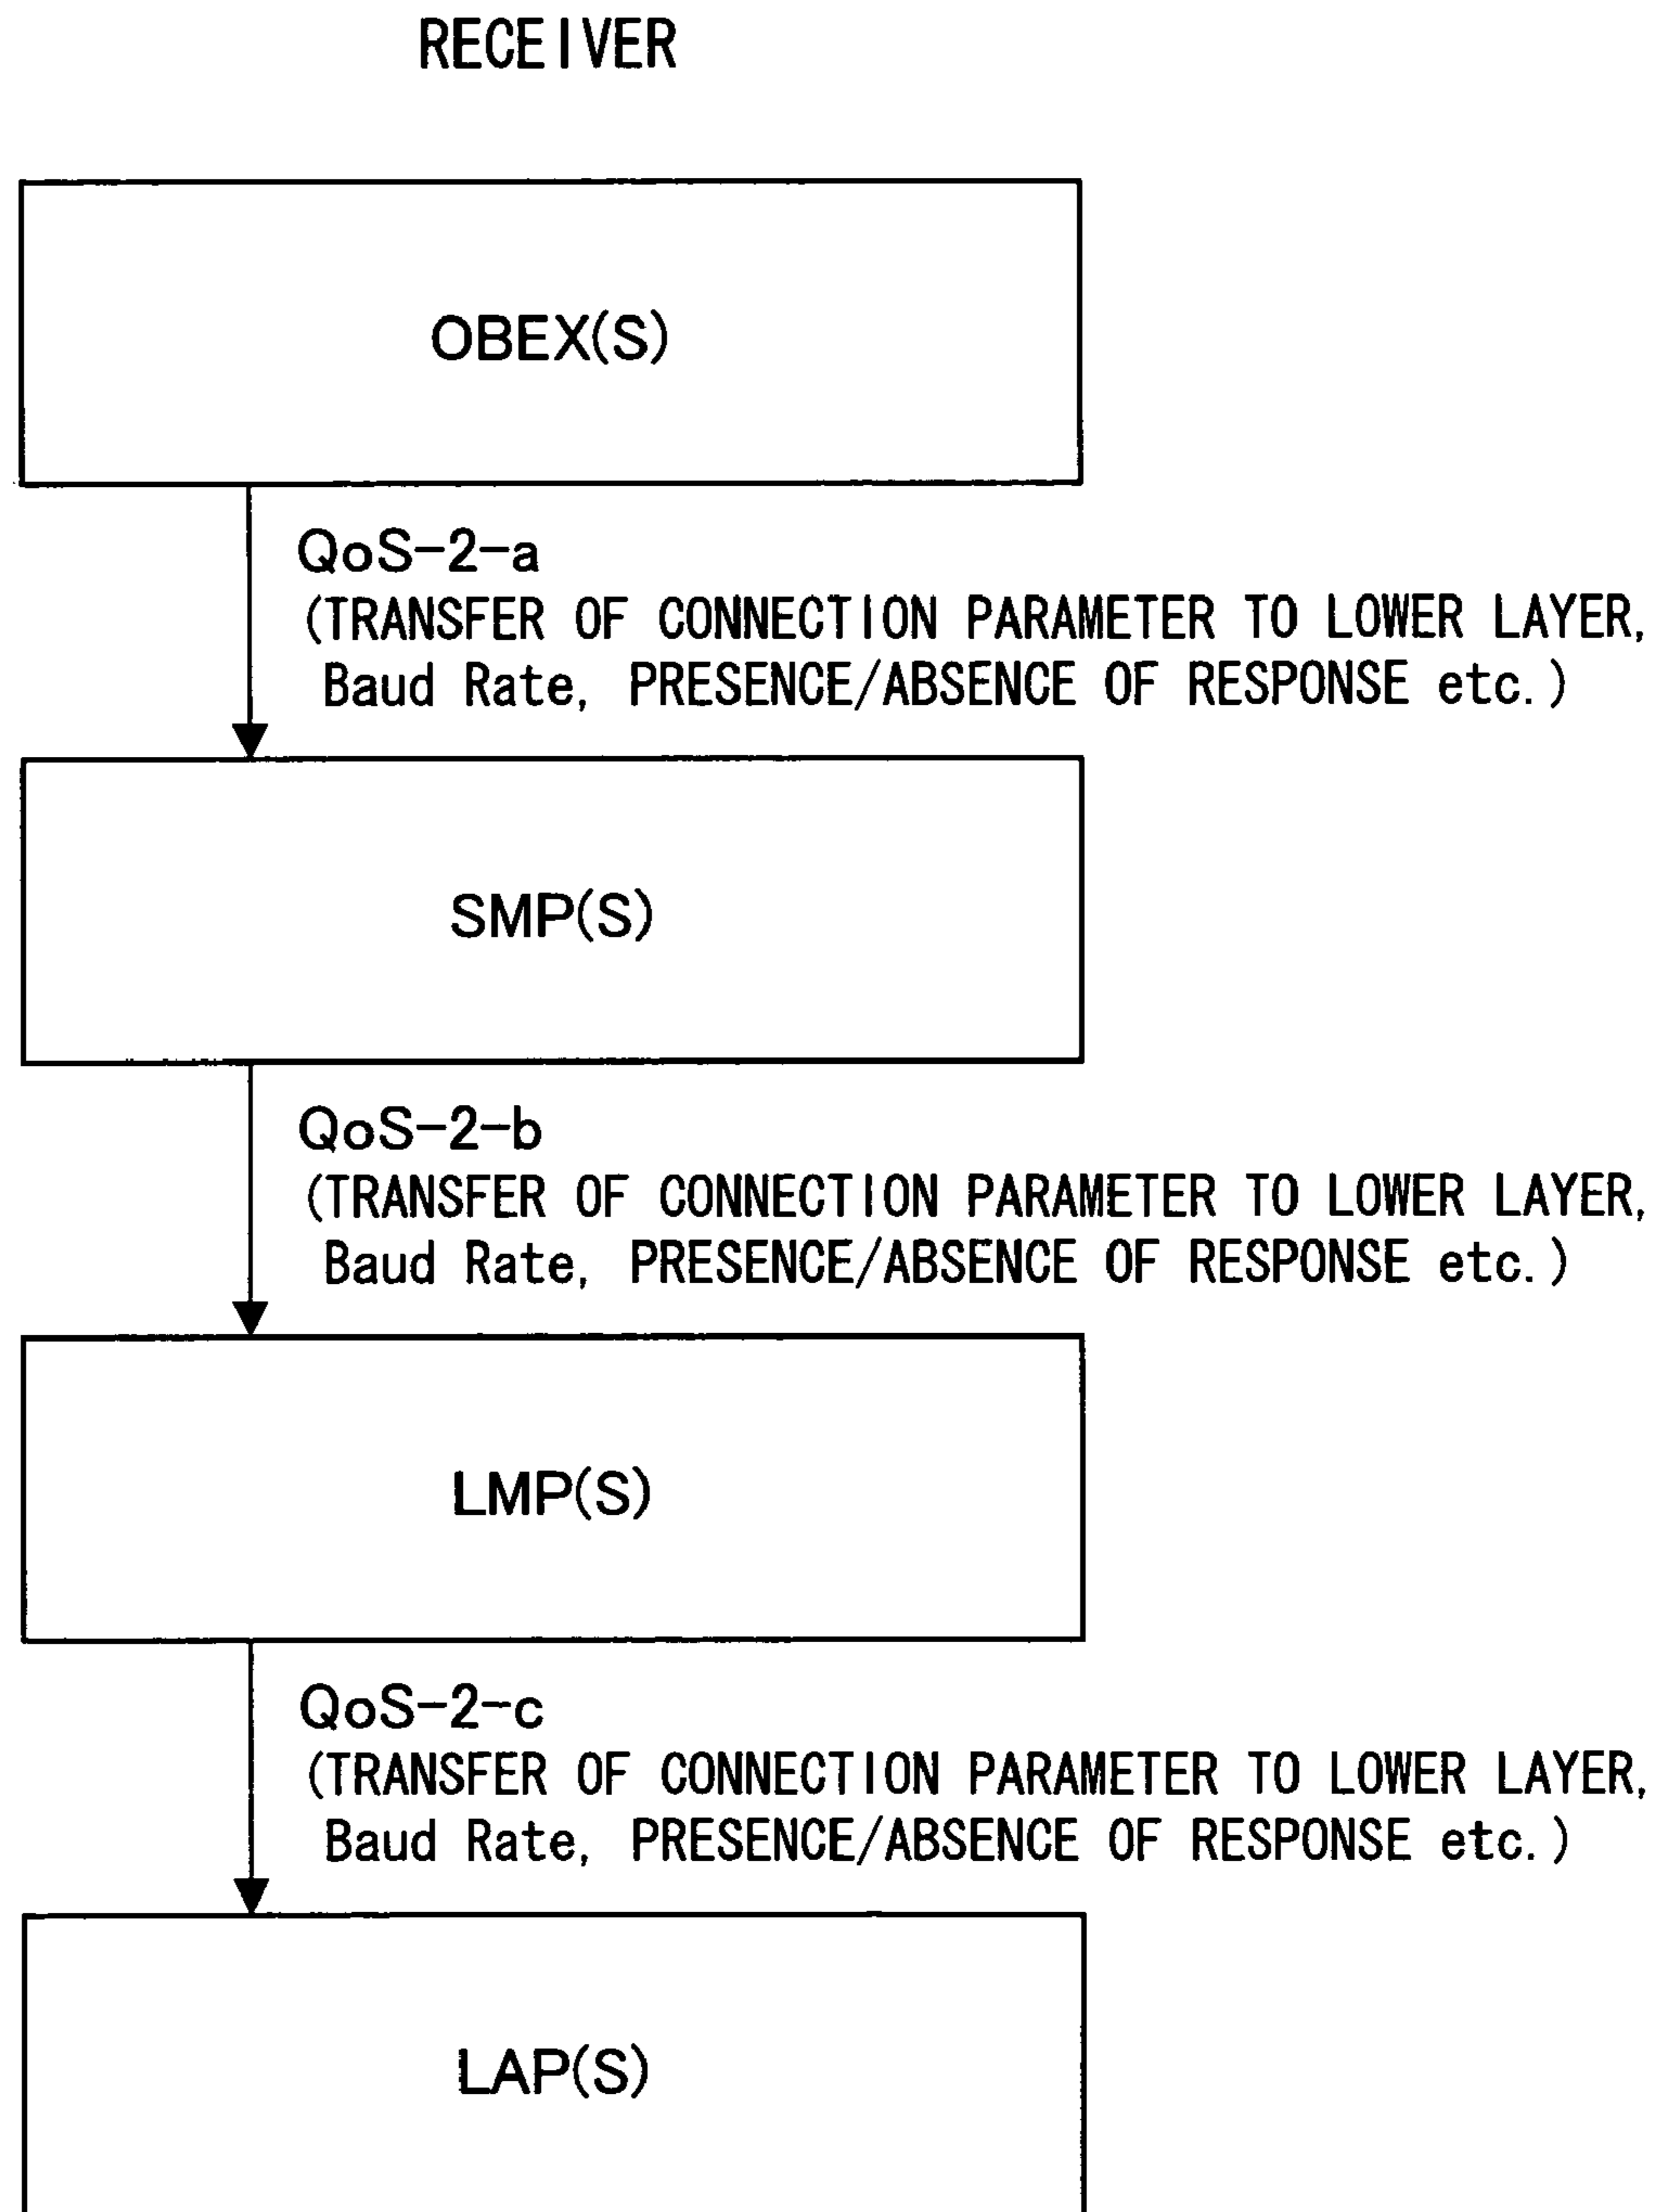 RECEIVER
OBEX(S)
QoS-2-a
(TRANSFER OF CONNECTION PARAMETER TO LOWER LAYER,
Baud Rate, PRESENCE/ABSENCE OF RESPONSE etc.)
SMP(S)
QoS-2-b
(TRANSFER OF CONNECTION PARAMETER TO LOWER LAYER,
Baud Rate, PRESENCE/ABSENCE OF RESPONSE etc.)
LMP(S)
QoS-2-c
(TRANSFER OF CONNECTION PARAMETER TO LOWER LAYER,
Baud Rate, PRESENCE/ABSENCE OF RESPONSE etc.)
LAP(S)